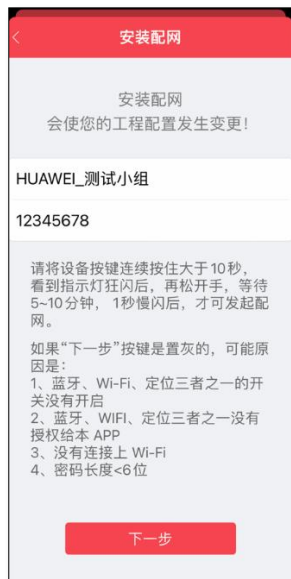 安装配网
安装配网
会使您的工程配置发生变更！
HUAWEI_测试小组
12345678
请将设备按键连续按住大于10秒，
看到指示灯狂闪后，再松开手，等待
5~10分钟， 1秒慢闪后，才可发起配
网。
如果“下一步”按键是置灰的，可能原
因是：
1、蓝牙、Wi-Fi、定位三者之一的开
关没有开启
2、蓝牙、WIFI、定位三者之一没有
授权给本 APP
3、没有连接上 Wi-Fi
4、密码长度<6位
下一步